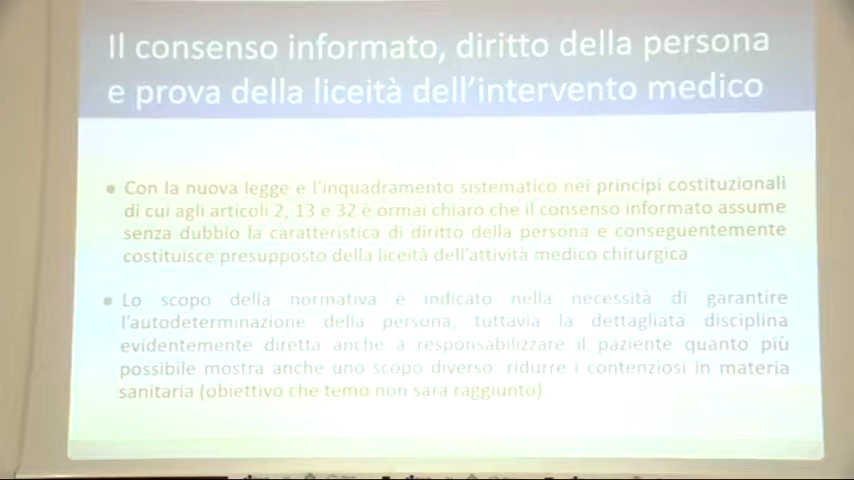 Il consenso informato, diritto della persona
e prova della liceità dell'intervento medico
• Con la nuova legge e l'inquadramento sistematico nei principi costituzionali
di cui agli articoli 2, 13 e 32 è ormai chiaro che il consenso informato assume
senza dubbio la caratteristica di diritto della persona e conseguentemente
costituisce presupposto della liceità dell'attività medico chirurgica
• Lo scopo della normativa è indicato nella necessità di garantire
l'autodeterminazione della persona, tuttavia la dettagliata disciplina
evidentemente diretta anche a responsabilizzare il paziente quanto più
possibile mostra anche uno scopo diverso: ridurre i contenziosi in materia
sanitaria (obiettivo che temo non sarà raggiunto)